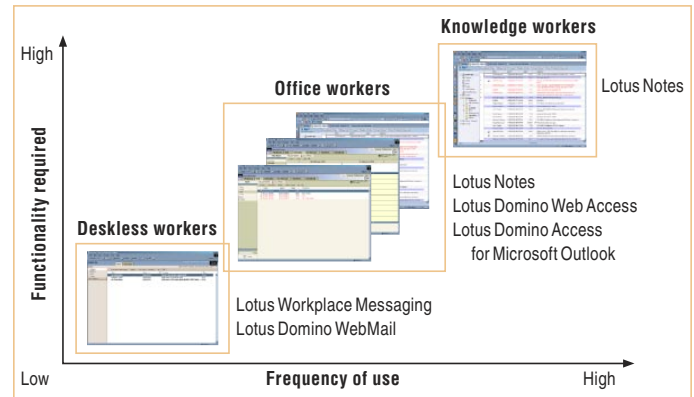 Knowledge workers
High
Lotus Notes
Office workers
Functionality required
Lotus Notes
Lotus Domino Web Access
Lotus Domino Access
for Microsoft Outlook
Deskless workers
Lotus Workplace Messaging
Lotus Domino WebMail
Low
Frequency of use
High